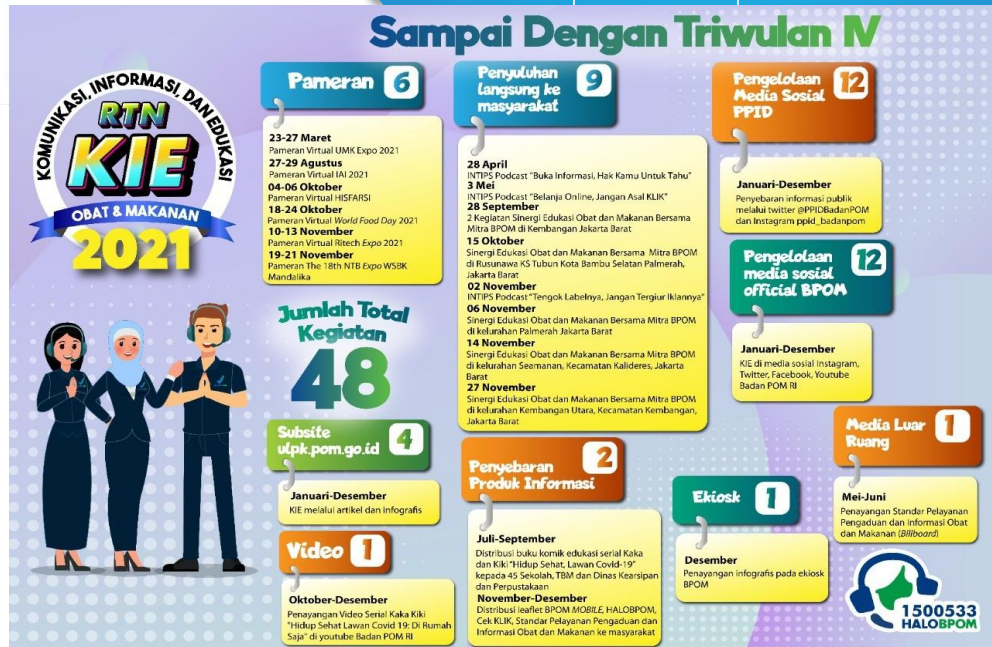 Sampai Dengan Triwulan IV
KOMUNIKASI, INFORMASI, DAN EDUKASI
RTN
KIE
OBAT & MAKANAN
2021
Pameran 6
23-27 Maret
Pameran Virtual UMK Expo 2021
27-29 Agustus
Pameran Virtual IAI 2021
04-06 Oktober
Pameran Virtual HISFARSI
18-24 Oktober
Pameran Virtual World Food Day 2021
10-13 November
Pameran Virtual Ritech Expo 2021
19-21 November
Pameran The 18th NTB Expo WSBK
Mandalika
Jumlah Total
Kegiatan
48
Subsite
ulpk.pom.go.id 4
Januari-Desember
KIE melalui artikel dan infografis
Video 1
Oktober-Desember
Penayangan Video Serial Kaka Kiki
"Hidup Sehat Lawan Covid 19: Di Rumah
Saja" di youtube Badan POM RI
Penyuluhan
langsung ke
masyarakat
9
28 April
INTIPS Podcast "Buka Informasi, Hak Kamu Untuk Tahu"
3 Mei
INTIPS Podcast "Belanja Online, Jangan Asal KLIK"
28 September
2 Kegiatan Sinergi Edukasi Obat dan Makanan Bersama
Mitra BPOM di Kembangan Jakarta Barat
15 Oktober
Sinergi Edukasi Obat dan Makanan Bersama Mitra BPOM
di Rusunawa KS Tubun Kota Bambu Selatan Palmerah,
Jakarta Barat
02 November
INTIPS Podcast "Tengok Labelnya, Jangan Tergiur Iklannya"
06 November
Sinergi Edukasi Obat dan Makanan Bersama Mitra BPOM
di kelurahan Palmerah Jakarta Barat
14 November
Sinergi Edukasi Obat dan Makanan Bersama Mitra BPOM
di kelurahan Seamanan, Kecamatan Kalideres, Jakarta
Barat
27 November
Sinergi Edukasi Obat dan Makanan Bersama Mitra BPOM
di kelurahan Kembangan Utara, Kecamatan Kembangan,
Jakarta Barat
Penyebaran
Produk Informasi
2
Juli-September
Distribusi buku komik edukasi serial Kaka
dan Kiki "Hidup Sehat, Lawan Covid-19"
kepada 45 Sekolah, TBM dan Dinas Kearsipan
dan Perpustakaan
November-Desember
Distribusi leaflet BPOM MOBILE, HALOBPOM,
Cek KLIK, Standar Pelayanan Pengaduan dan
Informasi Obat dan Makanan ke masyarakat
Pengelolaan
Media Sosial
PPID
12
Januari-Desember
Penyebaran informasi publik
melalui twitter @PPIDBadanPOM
dan Instagram ppid_badanpom
Pengelolaan
media sosial
official BPOM
12
Januari-Desember
KIE di media sosial Instagram,
Twitter, Facebook, Youtube
Badan POM RI
Ekiosk 1
Desember
Penayangan infografis pada ekiosk
BPOM
Media Luar
Ruang
1
Mei-Juni
Penayangan Standar Pelayanan
Pengaduan dan Informasi Obat
dan Makanan (Biliboard)
1500533
HALOBPOM